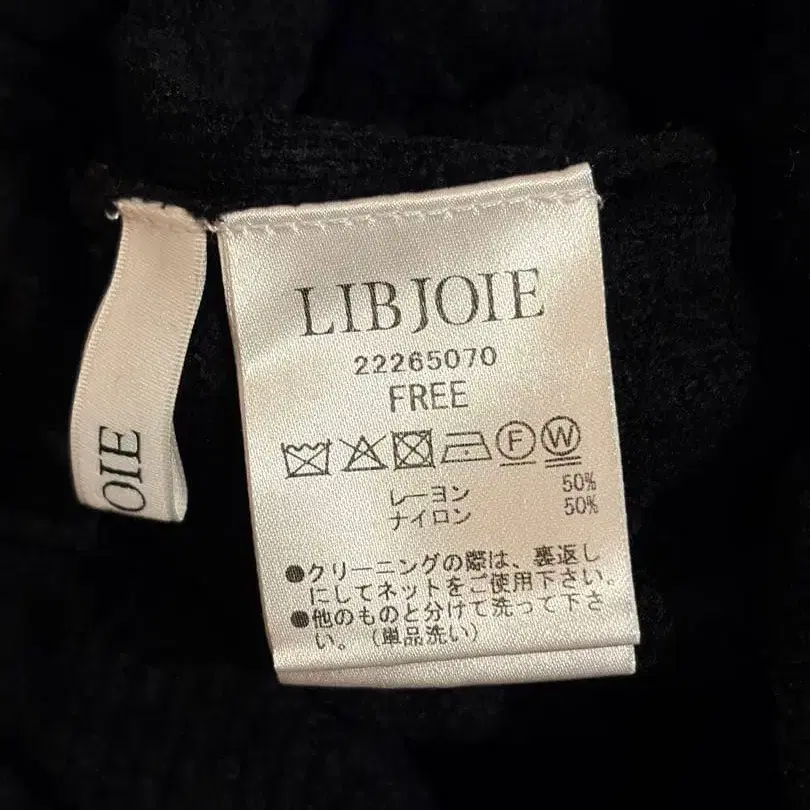 LIBJOIE
22265070
FREE
F W
レーヨン 50%
ナイロン 50%
●クリーニングの際は、裏返し
にしてネットをご使用下さい。
●他のものと分けて洗って下さ
い。（単品洗い）
OIE